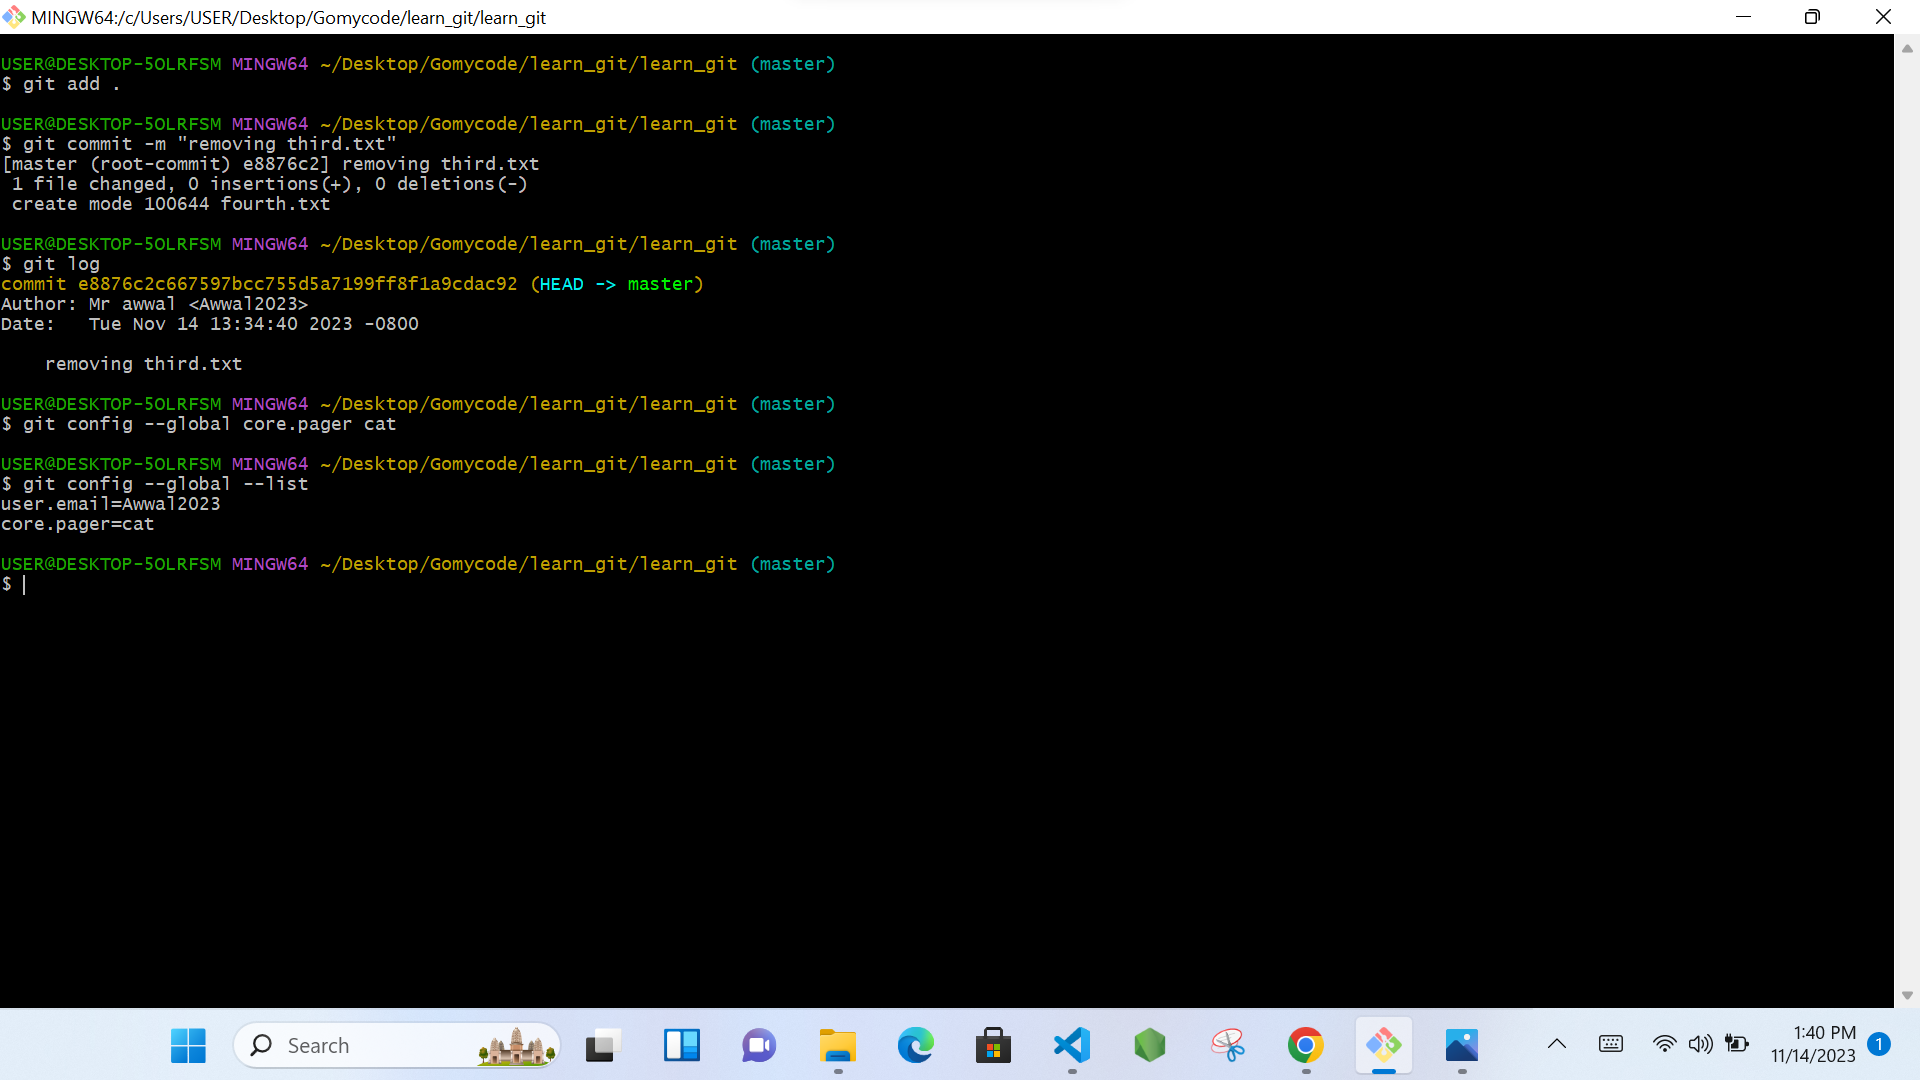 MINGW64:/c/Users/USER/Desktop/Gomycode/learn_git/learn_git
USER@DESKTOP-5OLRFSM MINGW64 ~/Desktop/Gomycode/learn_git/learn_git (master)
$ git add .
USER@DESKTOP-5OLRFSM MINGW64 ~/Desktop/Gomycode/learn_git/learn_git (master)
$ git commit -m "removing third.txt"
[master (root-commit) e8876c2] removing third.txt
 1 file changed, 0 insertions(+), 0 deletions(-)
 create mode 100644 fourth.txt
USER@DESKTOP-5OLRFSM MINGW64 ~/Desktop/Gomycode/learn_git/learn_git (master)
$ git log
commit e8876c2c667597bcc755d5a7199ff8f1a9cdac92 (HEAD -> master)
Author: Mr awwal <Awwal2023>
Date:   Tue Nov 14 13:34:40 2023 -0800
    removing third.txt
USER@DESKTOP-5OLRFSM MINGW64 ~/Desktop/Gomycode/learn_git/learn_git (master)
$ git config --global core.pager cat
USER@DESKTOP-5OLRFSM MINGW64 ~/Desktop/Gomycode/learn_git/learn_git (master)
$ git config --global --list
user.email=Awwal2023
core.pager=cat
USER@DESKTOP-5OLRFSM MINGW64 ~/Desktop/Gomycode/learn_git/learn_git (master)
$
Search
1:40 PM
11/14/2023
1